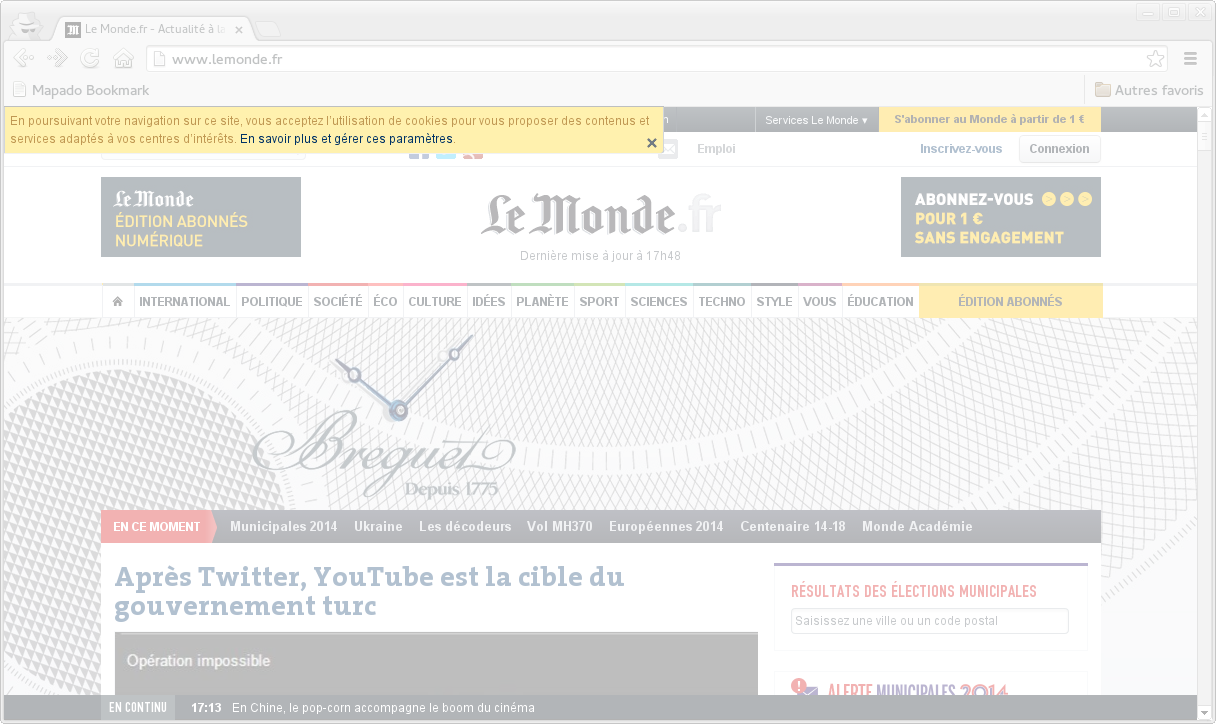 Le Monde.fr - Actualité à la
www.lemonde.fr
Mapado Bookmark
Autres favoris
En poursuivant votre navigation sur ce site, vous acceptez l'utilisation de cookies pour vous proposer des contenus et
services adaptés à vos centres d'intérêts. En savoir plus et gérer ces paramètres.
Services Le Monde ▾
S'abonner au Monde à partir de 1 €
Emploi
Inscrivez-vous
Connexion
Le Monde
ÉDITION ABONNÉS
NUMÉRIQUE
Le Monde.fr
Dernière mise à jour à 17h48
ABONNEZ-VOUS > > >
POUR 1 €
SANS ENGAGEMENT
INTERNATIONAL POLITIQUE SOCIÉTÉ ÉCO CULTURE IDÉES PLANÈTE SPORT SCIENCES TECHNO STYLE VOUS ÉDUCATION ÉDITION ABONNÉS
Breguet
Depuis 1775
EN CE MOMENT Municipales 2014 Ukraine Les décodeurs Vol MH370 Européennes 2014 Centenaire 14-18 Monde Académie
Après Twitter, YouTube est la cible du
gouvernement turc
Opération impossible
RÉSULTATS DES ÉLECTIONS MUNICIPALES
Saisissez une ville ou un code postal
ALERTE MUNICIPALES 2014
EN CONTINU 17:13 En Chine, le pop-corn accompagne le boom du cinéma